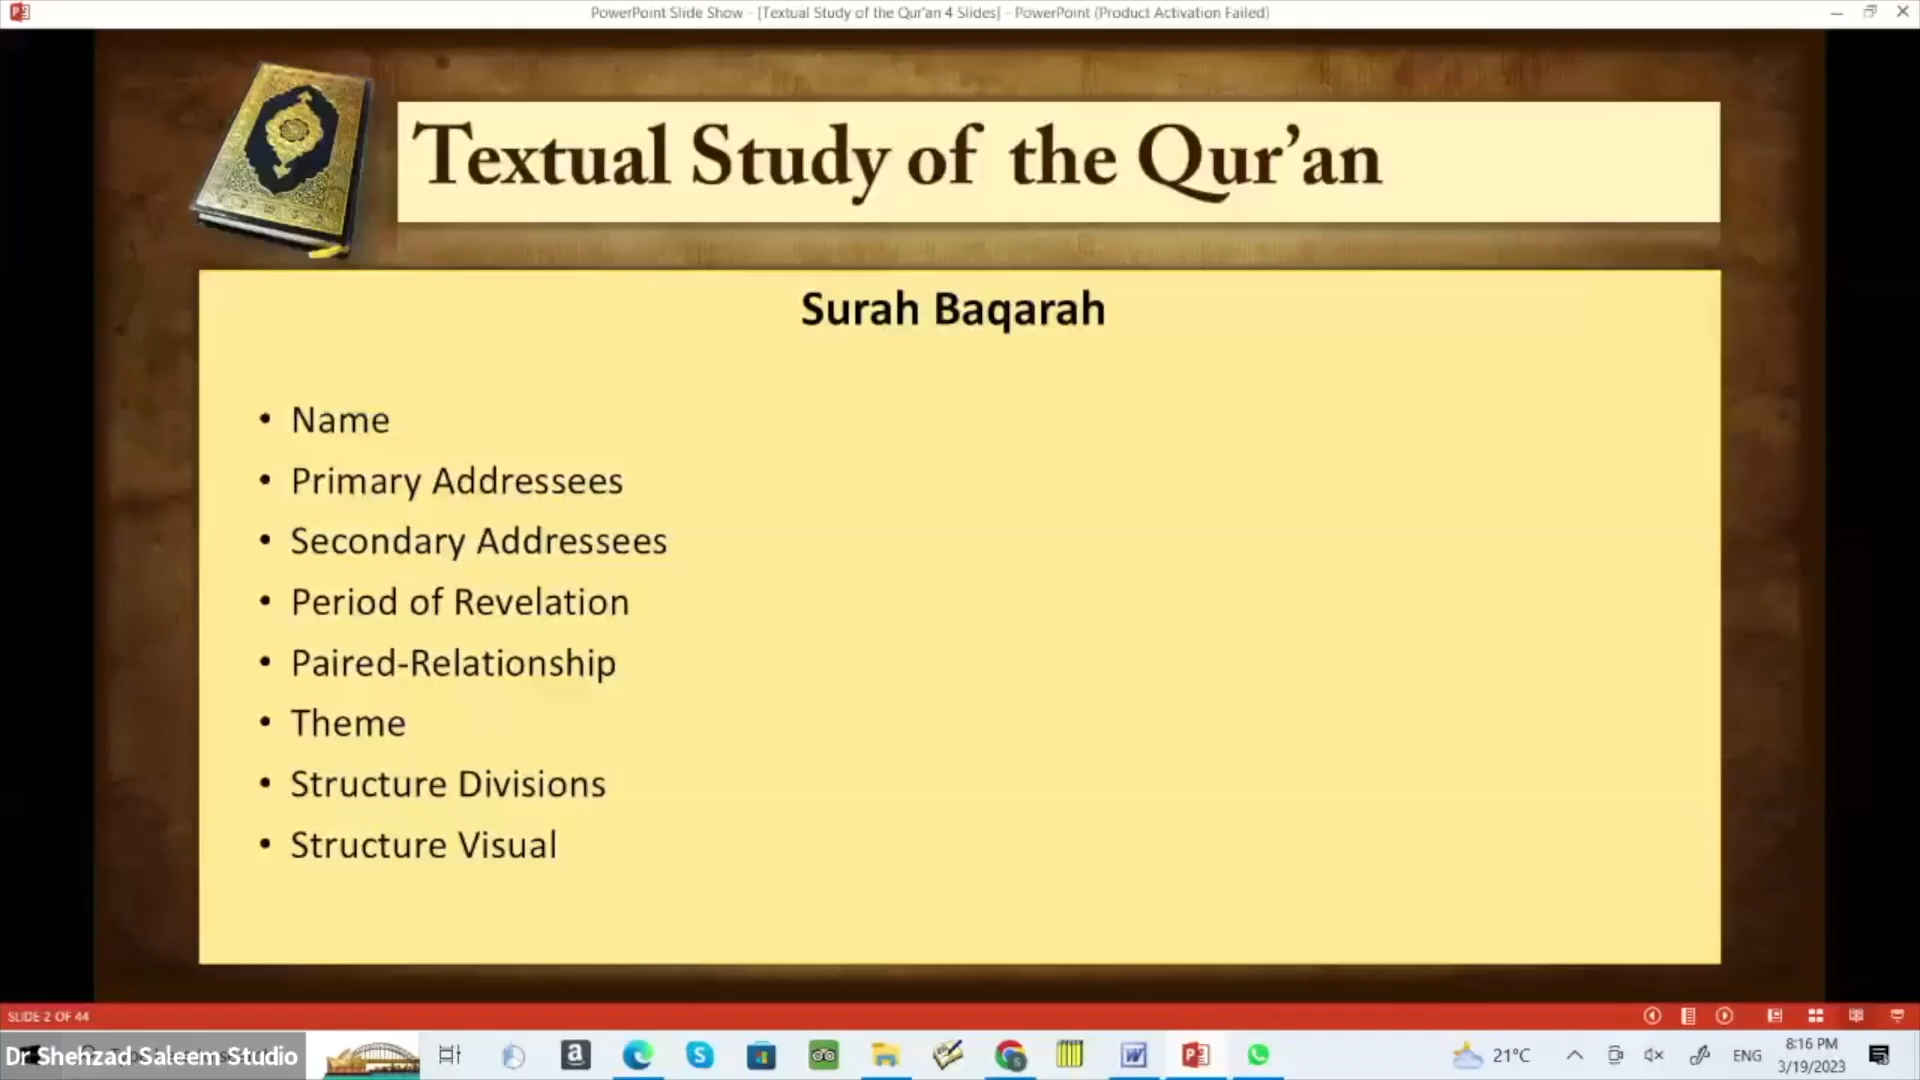 PowerPoint Slide Show - [Textual Study of the Qur'an 4 Slides] - PowerPoint (Product Activation Failed)
Textual Study of the Qur’an
Surah Baqarah
• Name
• Primary Addressees
• Secondary Addressees
• Period of Revelation
• Paired-Relationship
• Theme
• Structure Divisions
• Structure Visual
SLIDE 2 OF 44
Dr Shehzad Saleem Studio
21°C
ENG
8:16 PM
3/19/2023